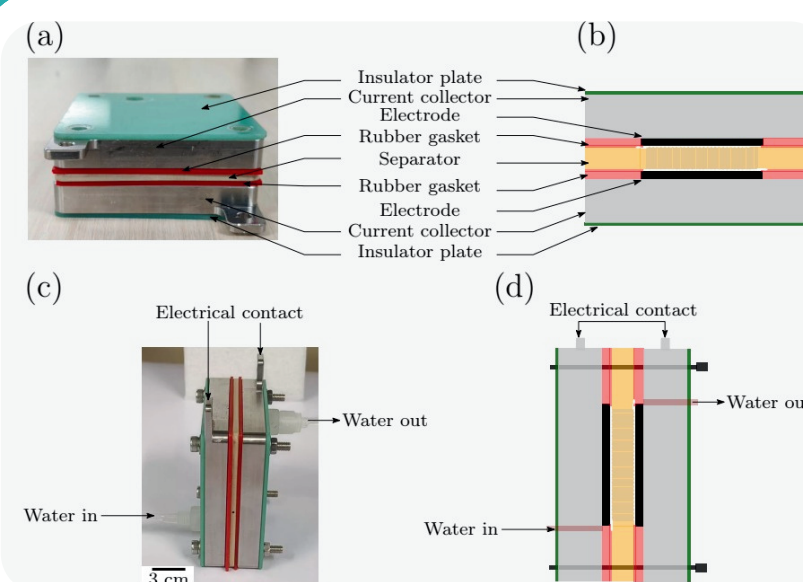 (a)
(b)
Insulator plate
Current collector
Electrode
Rubber gasket
Separator
Rubber gasket
Electrode
Current collector
Insulator plate
(c)
(d)
Electrical contact
Electrical contact
Water out
Water ou
Water in
Water in
3 cm